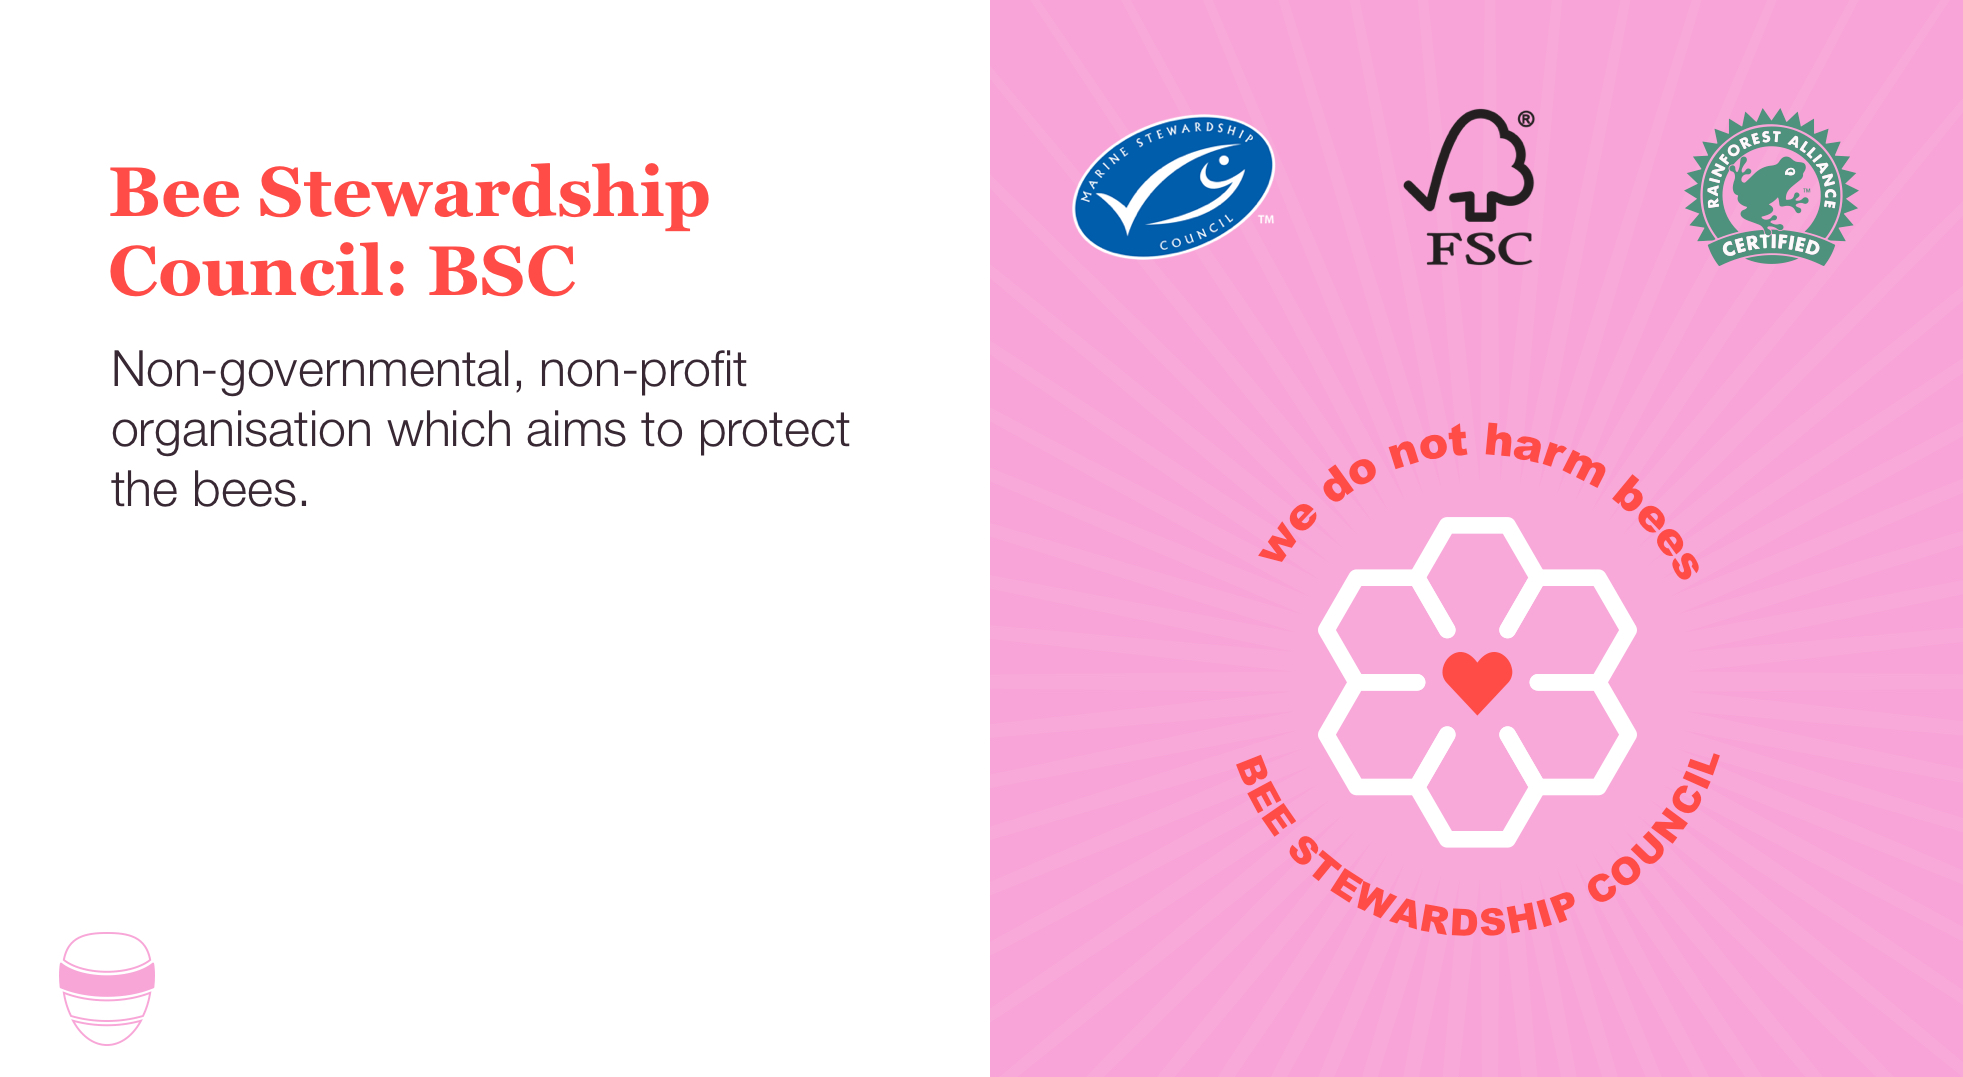 Bee Stewardship
Council: BSC
Non-governmental, non-profit
organisation which aims to protect
the bees.
MARINE STEWARDSHIP
COUNCIL
TM
®
FSC
RAINFOREST ALLIANCE
TM
CERTIFIED
we do not harm bees
BEE STEWARDSHIP COUNCIL